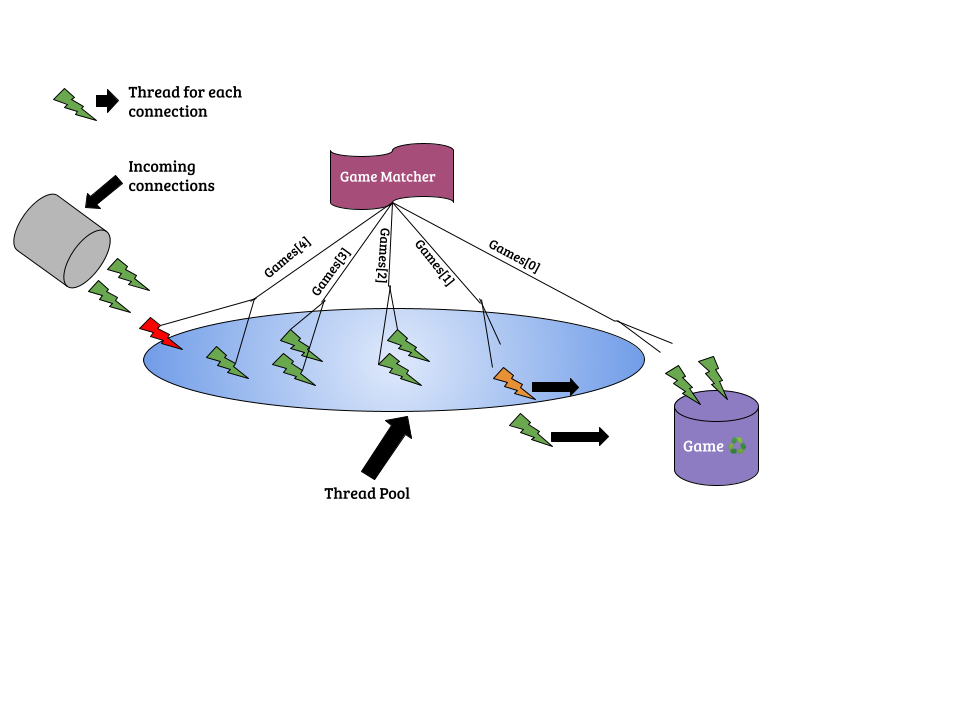 Thread for each
connection
Incoming
connections
Game Matcher
Games[4]
Games[3]
Games[2]
Games[1]
Games[0]
Game ♻
Thread Pool